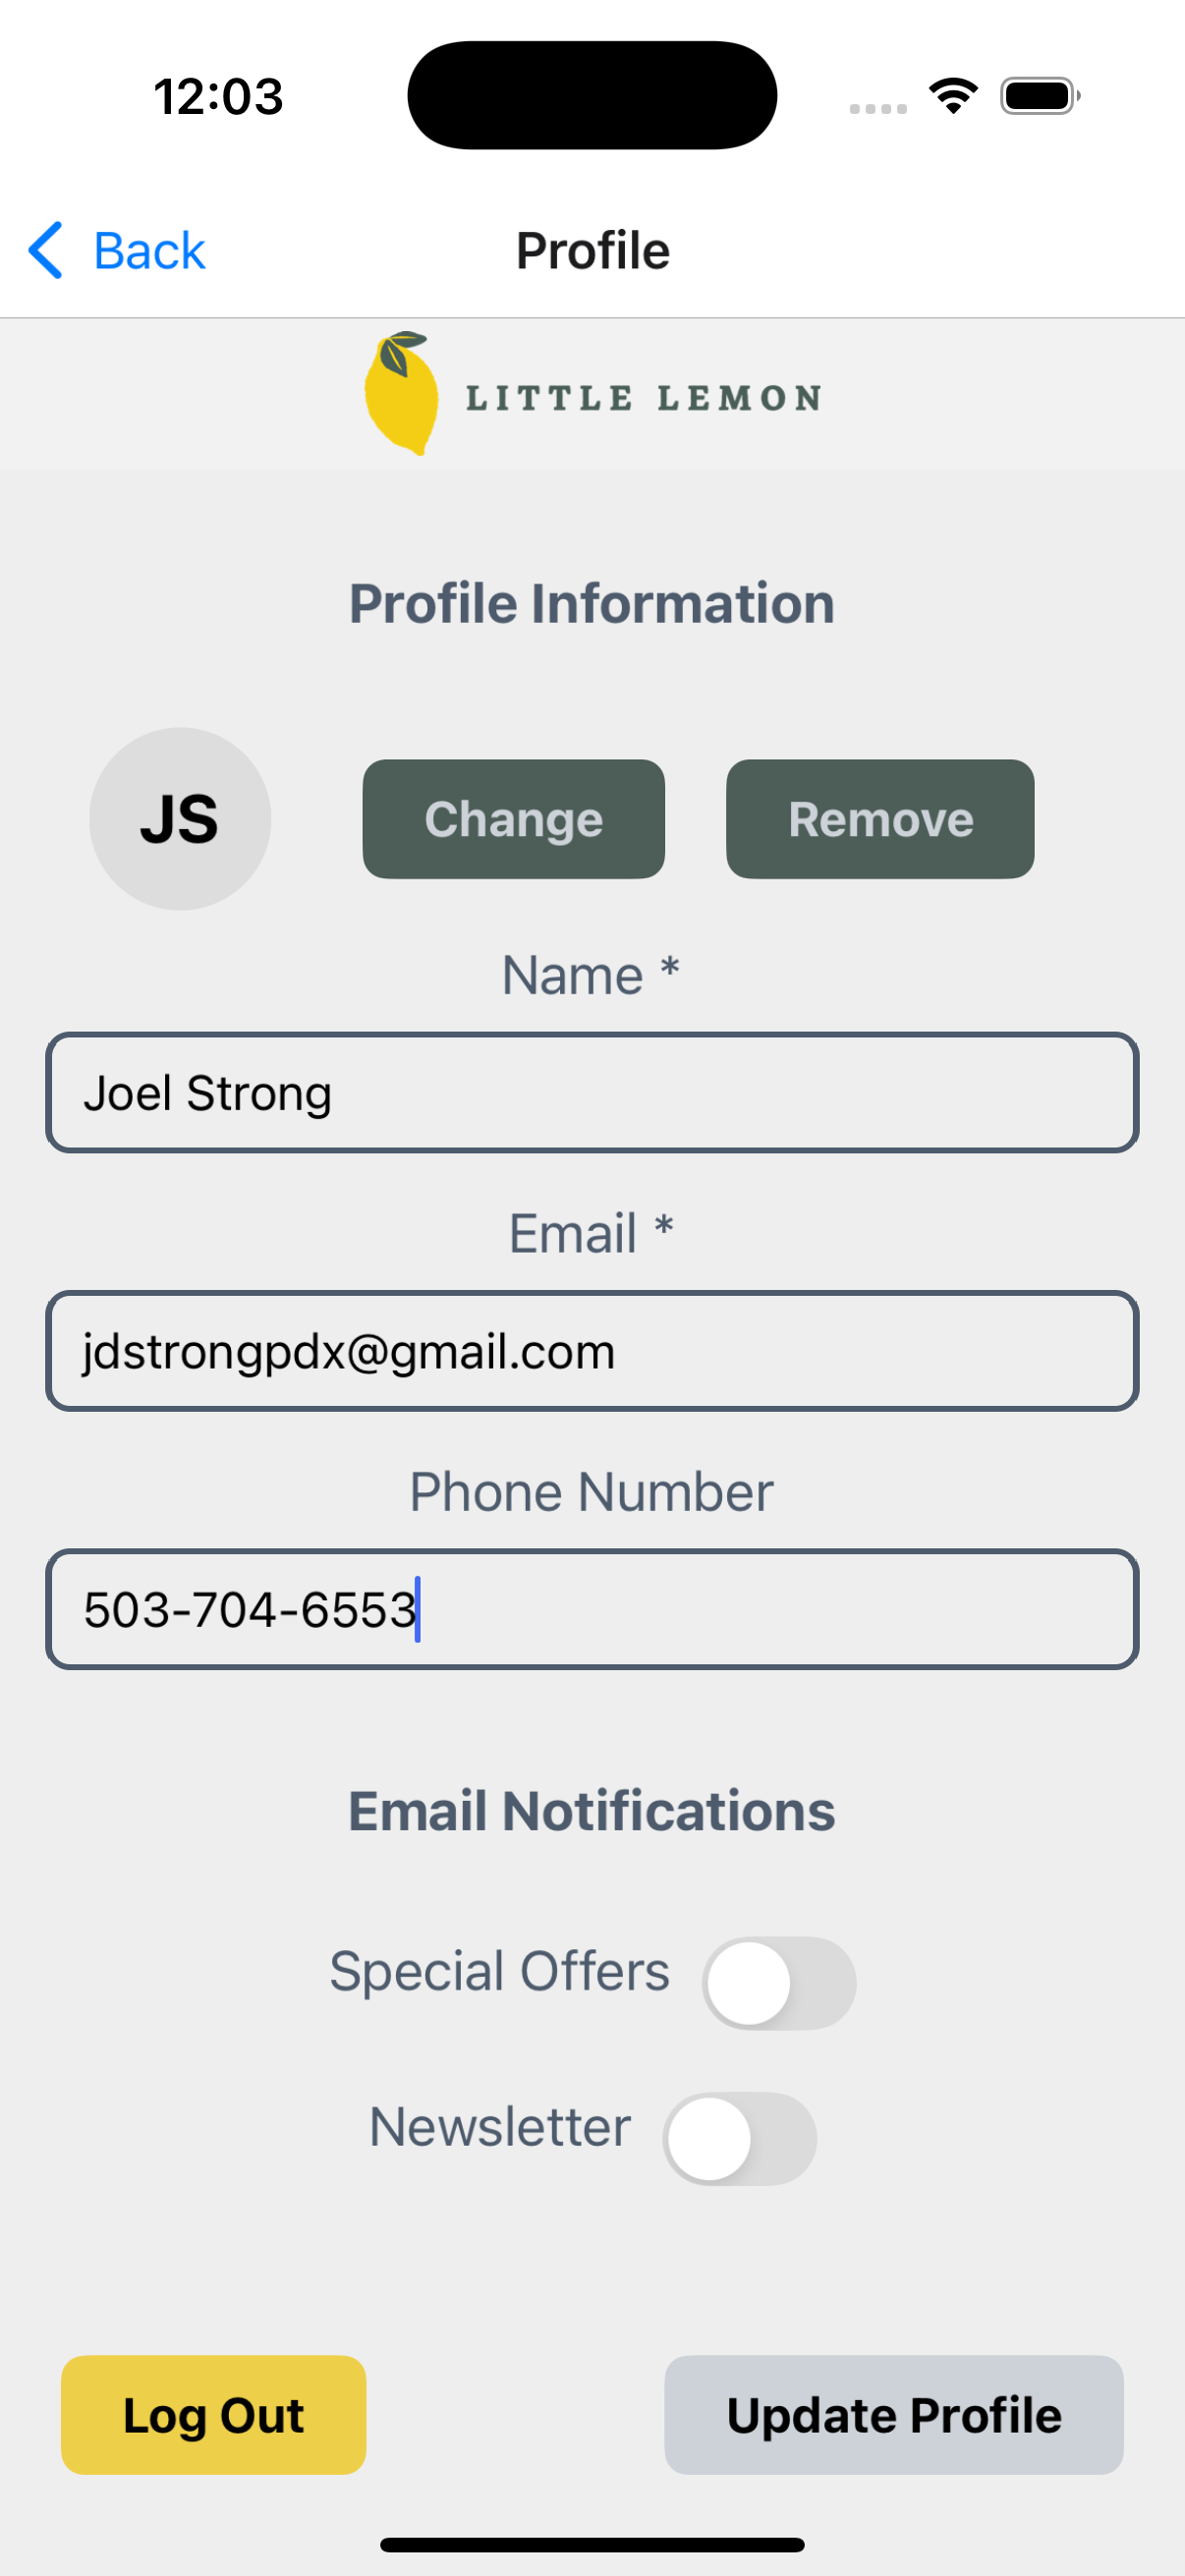 12:03
Back Profile
LITTLE LEMON
Profile Information
JS Change Remove
Name *
Joel Strong
Email *
jdstrongpdx@gmail.com
Phone Number
503-704-6553
Email Notifications
Special Offers
Newsletter
Log Out Update Profile